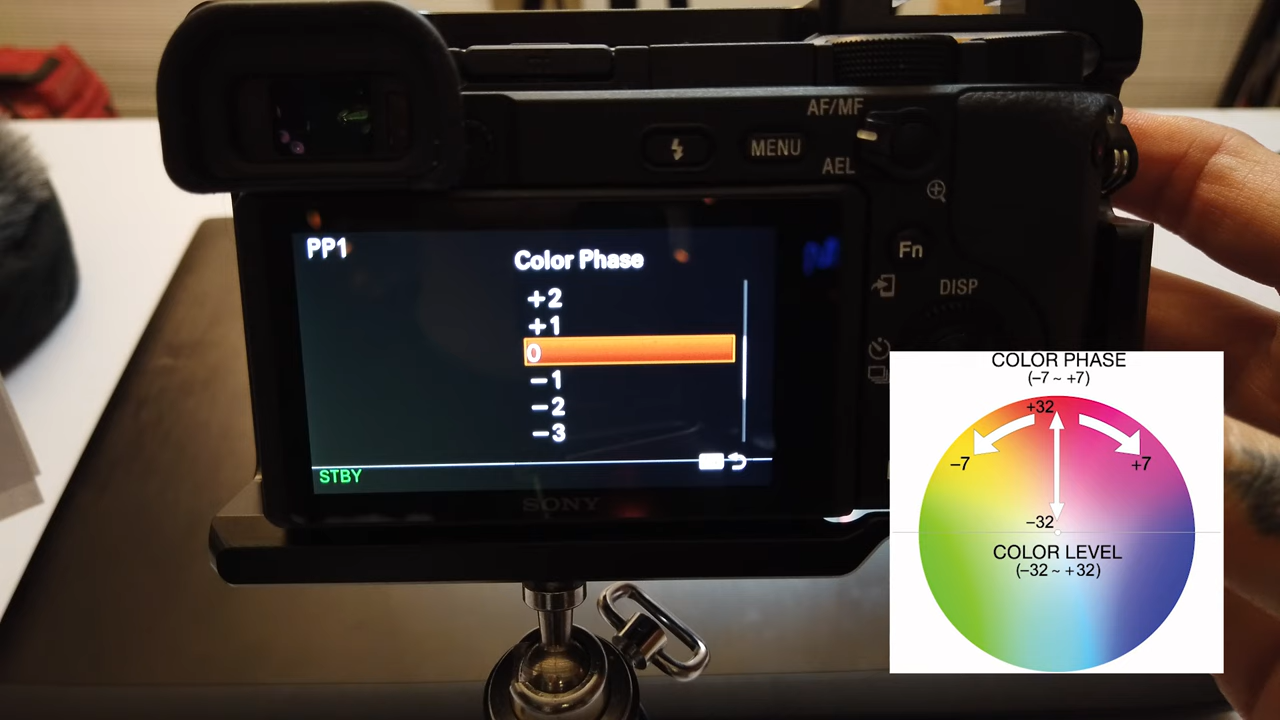 AF/MF
MENU
AEL
Fn
DISP
PP1
Color Phase
+2
+1
0
−1
−2
−3
STBY
SONY
COLOR PHASE
(−7 ~ +7)
+32
−7
+7
−32
COLOR LEVEL
(−32 ~ +32)